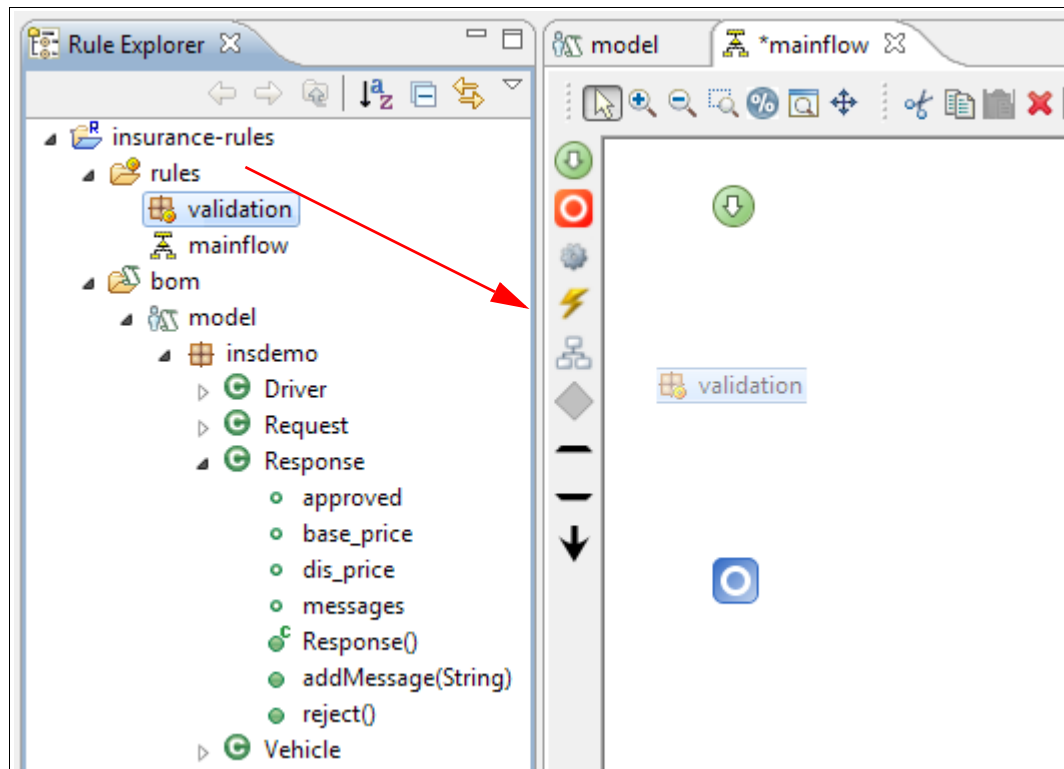 Rule Explorer
model
*mainflow
insurance-rules
rules
validation
mainflow
bom
model
insdemo
Driver
Request
Response
approved
base_price
dis_price
messages
Response()
addMessage(String)
reject()
Vehicle
validation